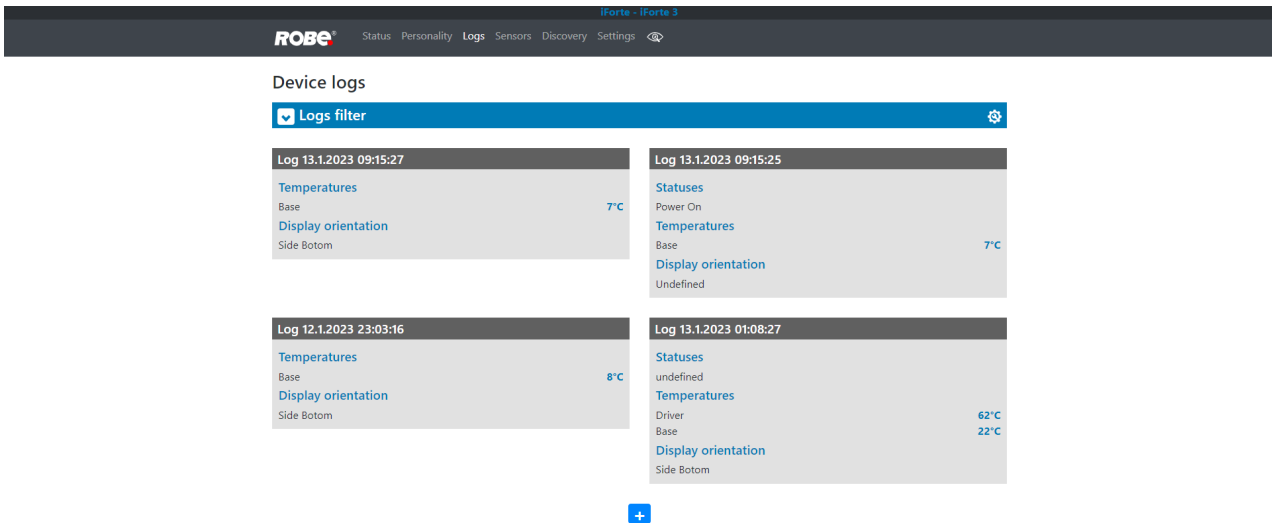 iForte - iForte 3
ROBE® Status Personality Logs Sensors Discovery Settings
Device logs
Logs filter
Log 13.1.2023 09:15:27
Temperatures
Base 7°C
Display orientation
Side Botom
Log 13.1.2023 09:15:25
Statuses
Power On
Temperatures
Base 7°C
Display orientation
Undefined
Log 12.1.2023 23:03:16
Temperatures
Base 8°C
Display orientation
Side Botom
Log 13.1.2023 01:08:27
Statuses
undefined
Temperatures
Driver 62°C
Base 22°C
Display orientation
Side Botom
+